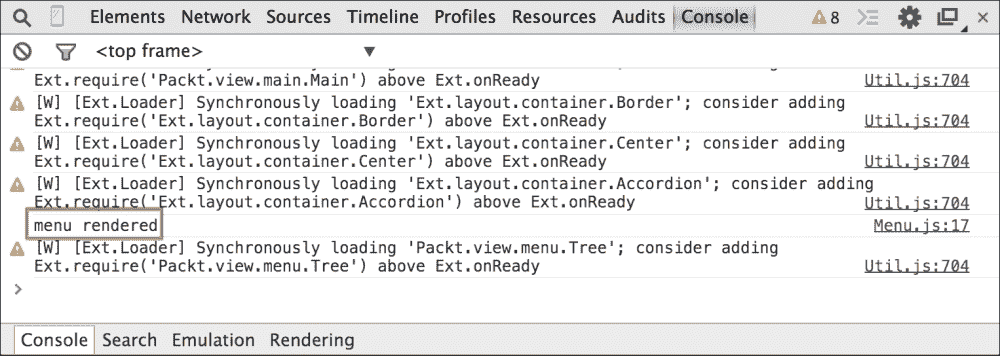 Elements Network Sources Timeline Profiles Resources Audits Console 8
<top frame>
Ext.require('Packt.view.main.Main') above Ext.onReady Util.js:704
[W] [Ext.Loader] Synchronously loading 'Ext.layout.container.Border'; consider adding
Ext.require('Ext.layout.container.Border') above Ext.onReady Util.js:704
[W] [Ext.Loader] Synchronously loading 'Ext.layout.container.Center'; consider adding
Ext.require('Ext.layout.container.Center') above Ext.onReady Util.js:704
[W] [Ext.Loader] Synchronously loading 'Ext.layout.container.Accordion'; consider adding
Ext.require('Ext.layout.container.Accordion') above Ext.onReady Util.js:704
menu rendered Menu.js:17
[W] [Ext.Loader] Synchronously loading 'Packt.view.menu.Tree'; consider adding
Ext.require('Packt.view.menu.Tree') above Ext.onReady Util.js:704
>
Console Search Emulation Rendering